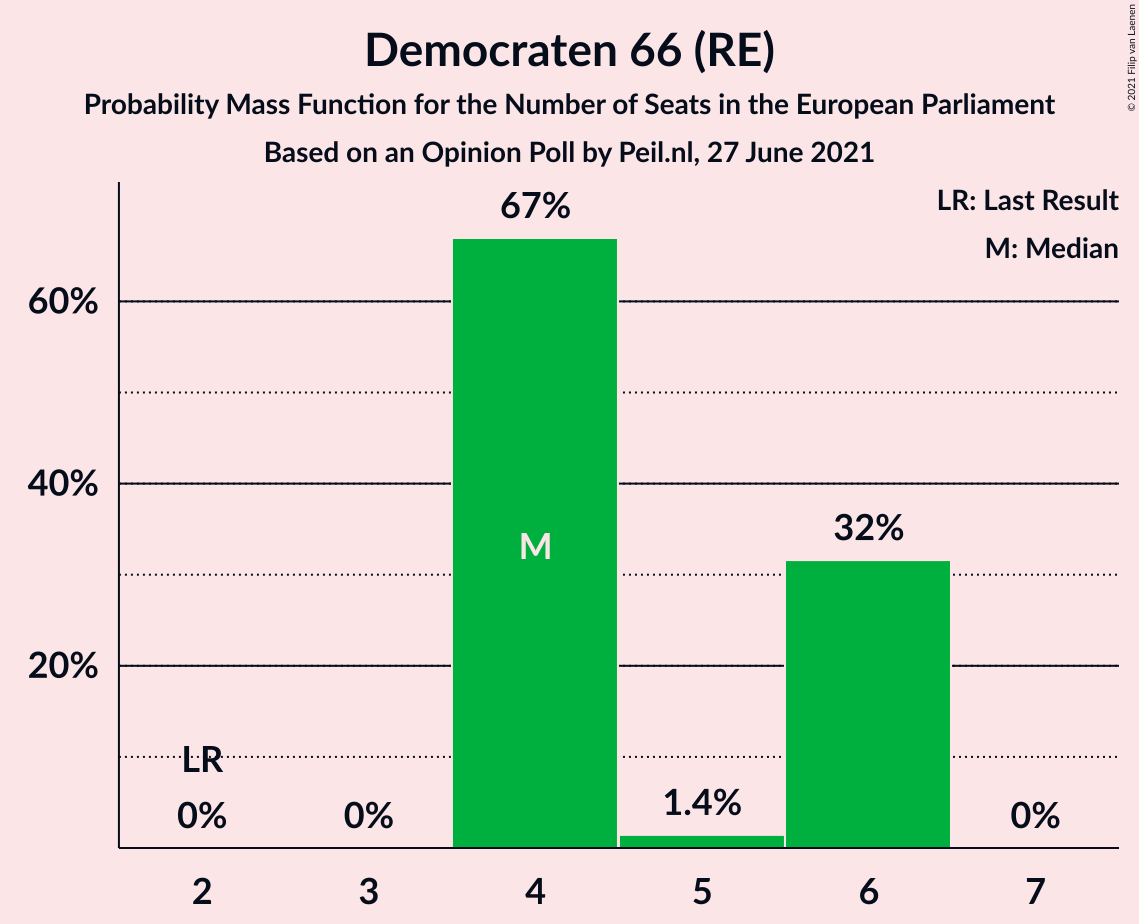 Democraten 66 (RE)
Probability Mass Function for the Number of Seats in the European Parliament
Based on an Opinion Poll by Peil.nl, 27 June 2021
© 2021 Filip van Laenen
LR: Last Result
M: Median
67%
60%
40%
M
32%
20%
LR
0%
0%
1.4%
0%
2
3
4
5
6
7